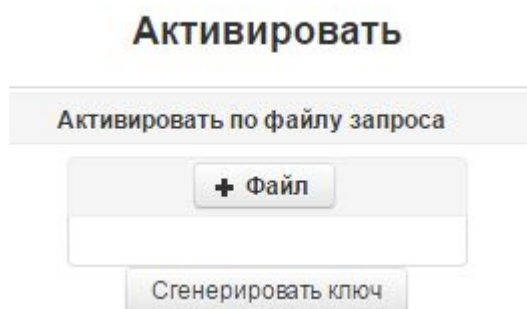 Активировать
Активировать по файлу запроса
+ Файл
Сгенерировать ключ